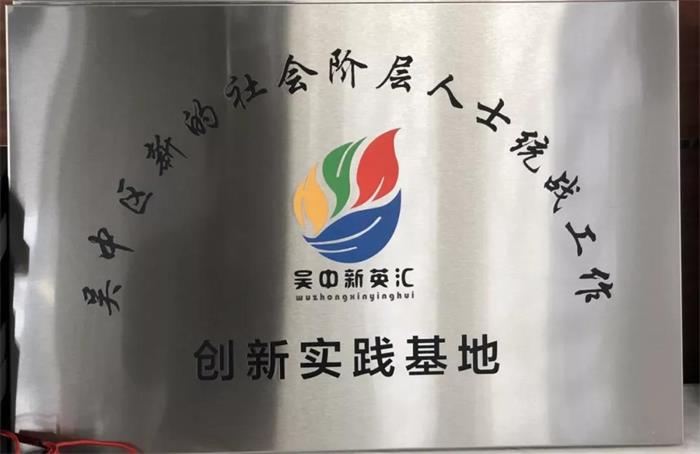 吴中区新的社会阶层人士统战工作
吴中新英汇
wuzhongxinyinghui
创新实践基地